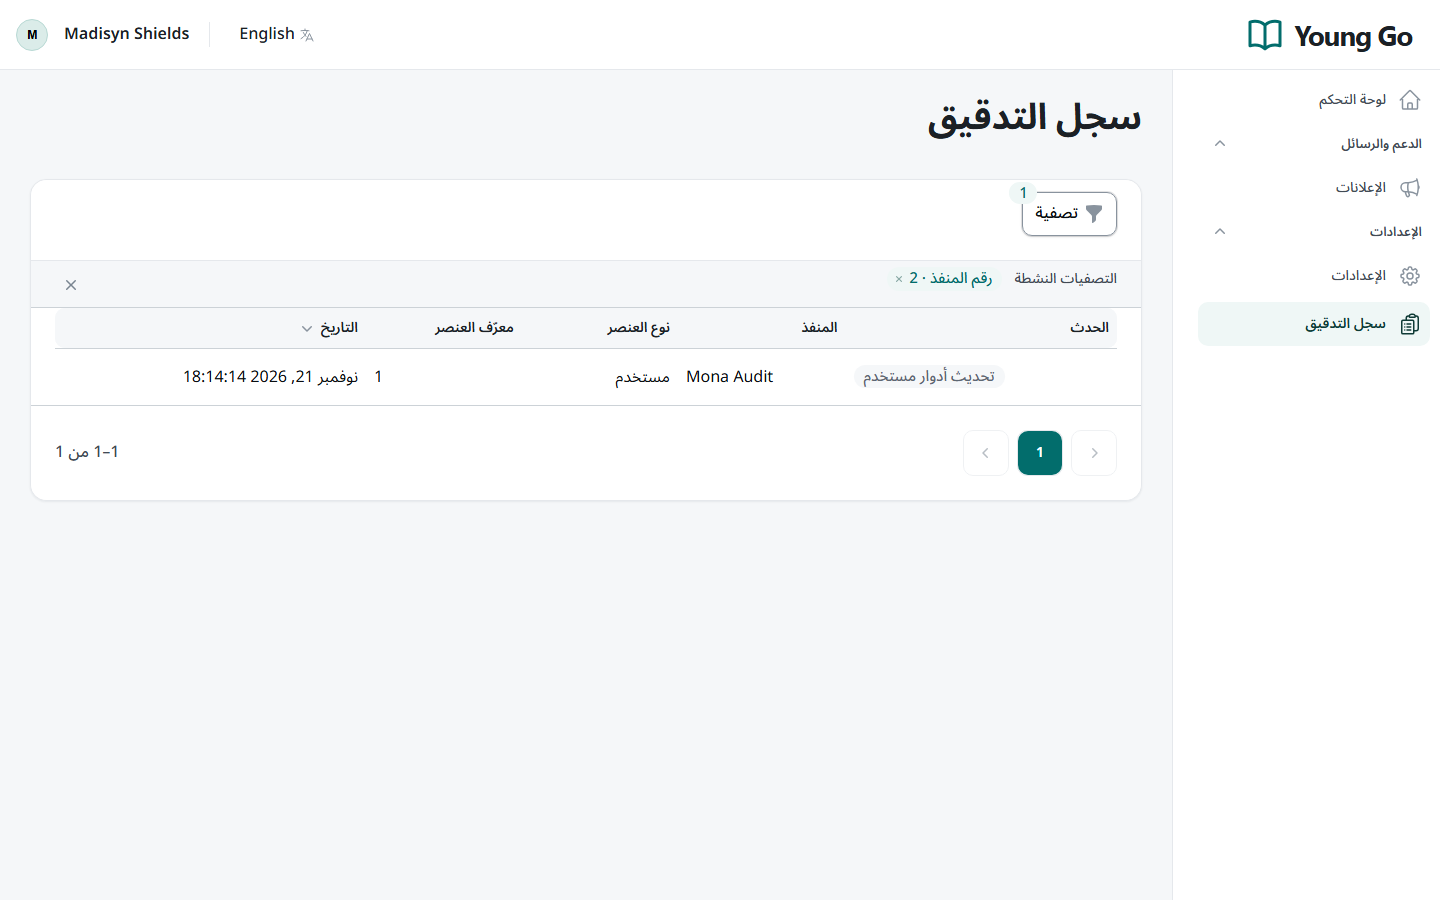 Young Go
English
Madisyn Shields
M
لوحة التحكم
الدعم والرسائل
الإعلانات
الإعدادات
الإعدادات
سجل التدقيق
سجل التدقيق
تصفية
1
التصفيات النشطة
رقم المنفذ · 2 ×
الحدث المنفذ نوع العنصر معرّف العنصر التاريخ
تحديث أدوار مستخدم Mona Audit مستخدم 1 نوفمبر 21, 2026 18:14:14
1
1–1 من 1